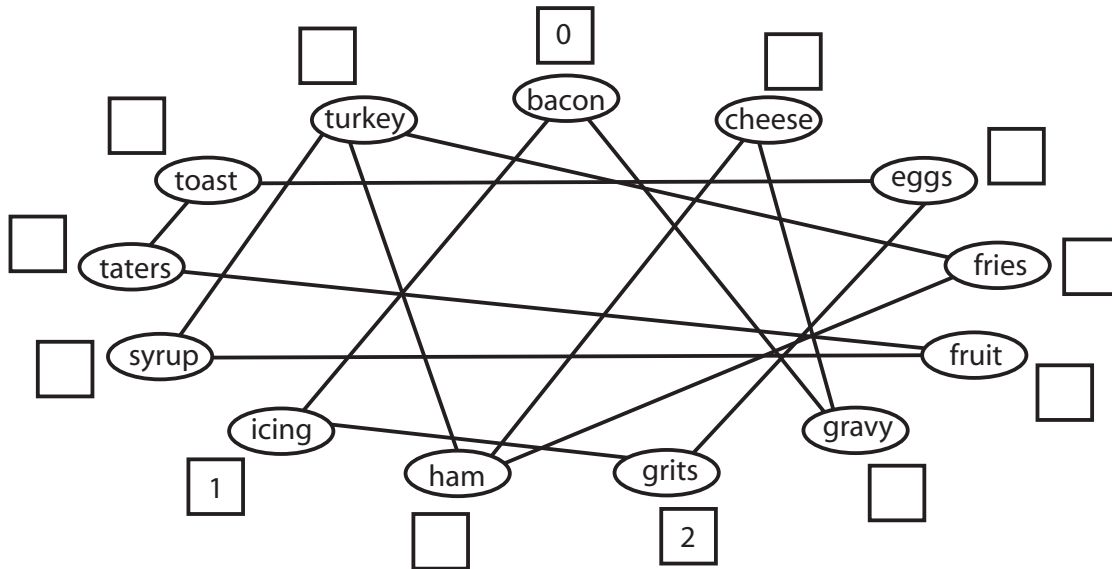 0
bacon
turkey
cheese
toast
eggs
taters
fries
syrup
fruit
icing
gravy
ham
grits
1
2